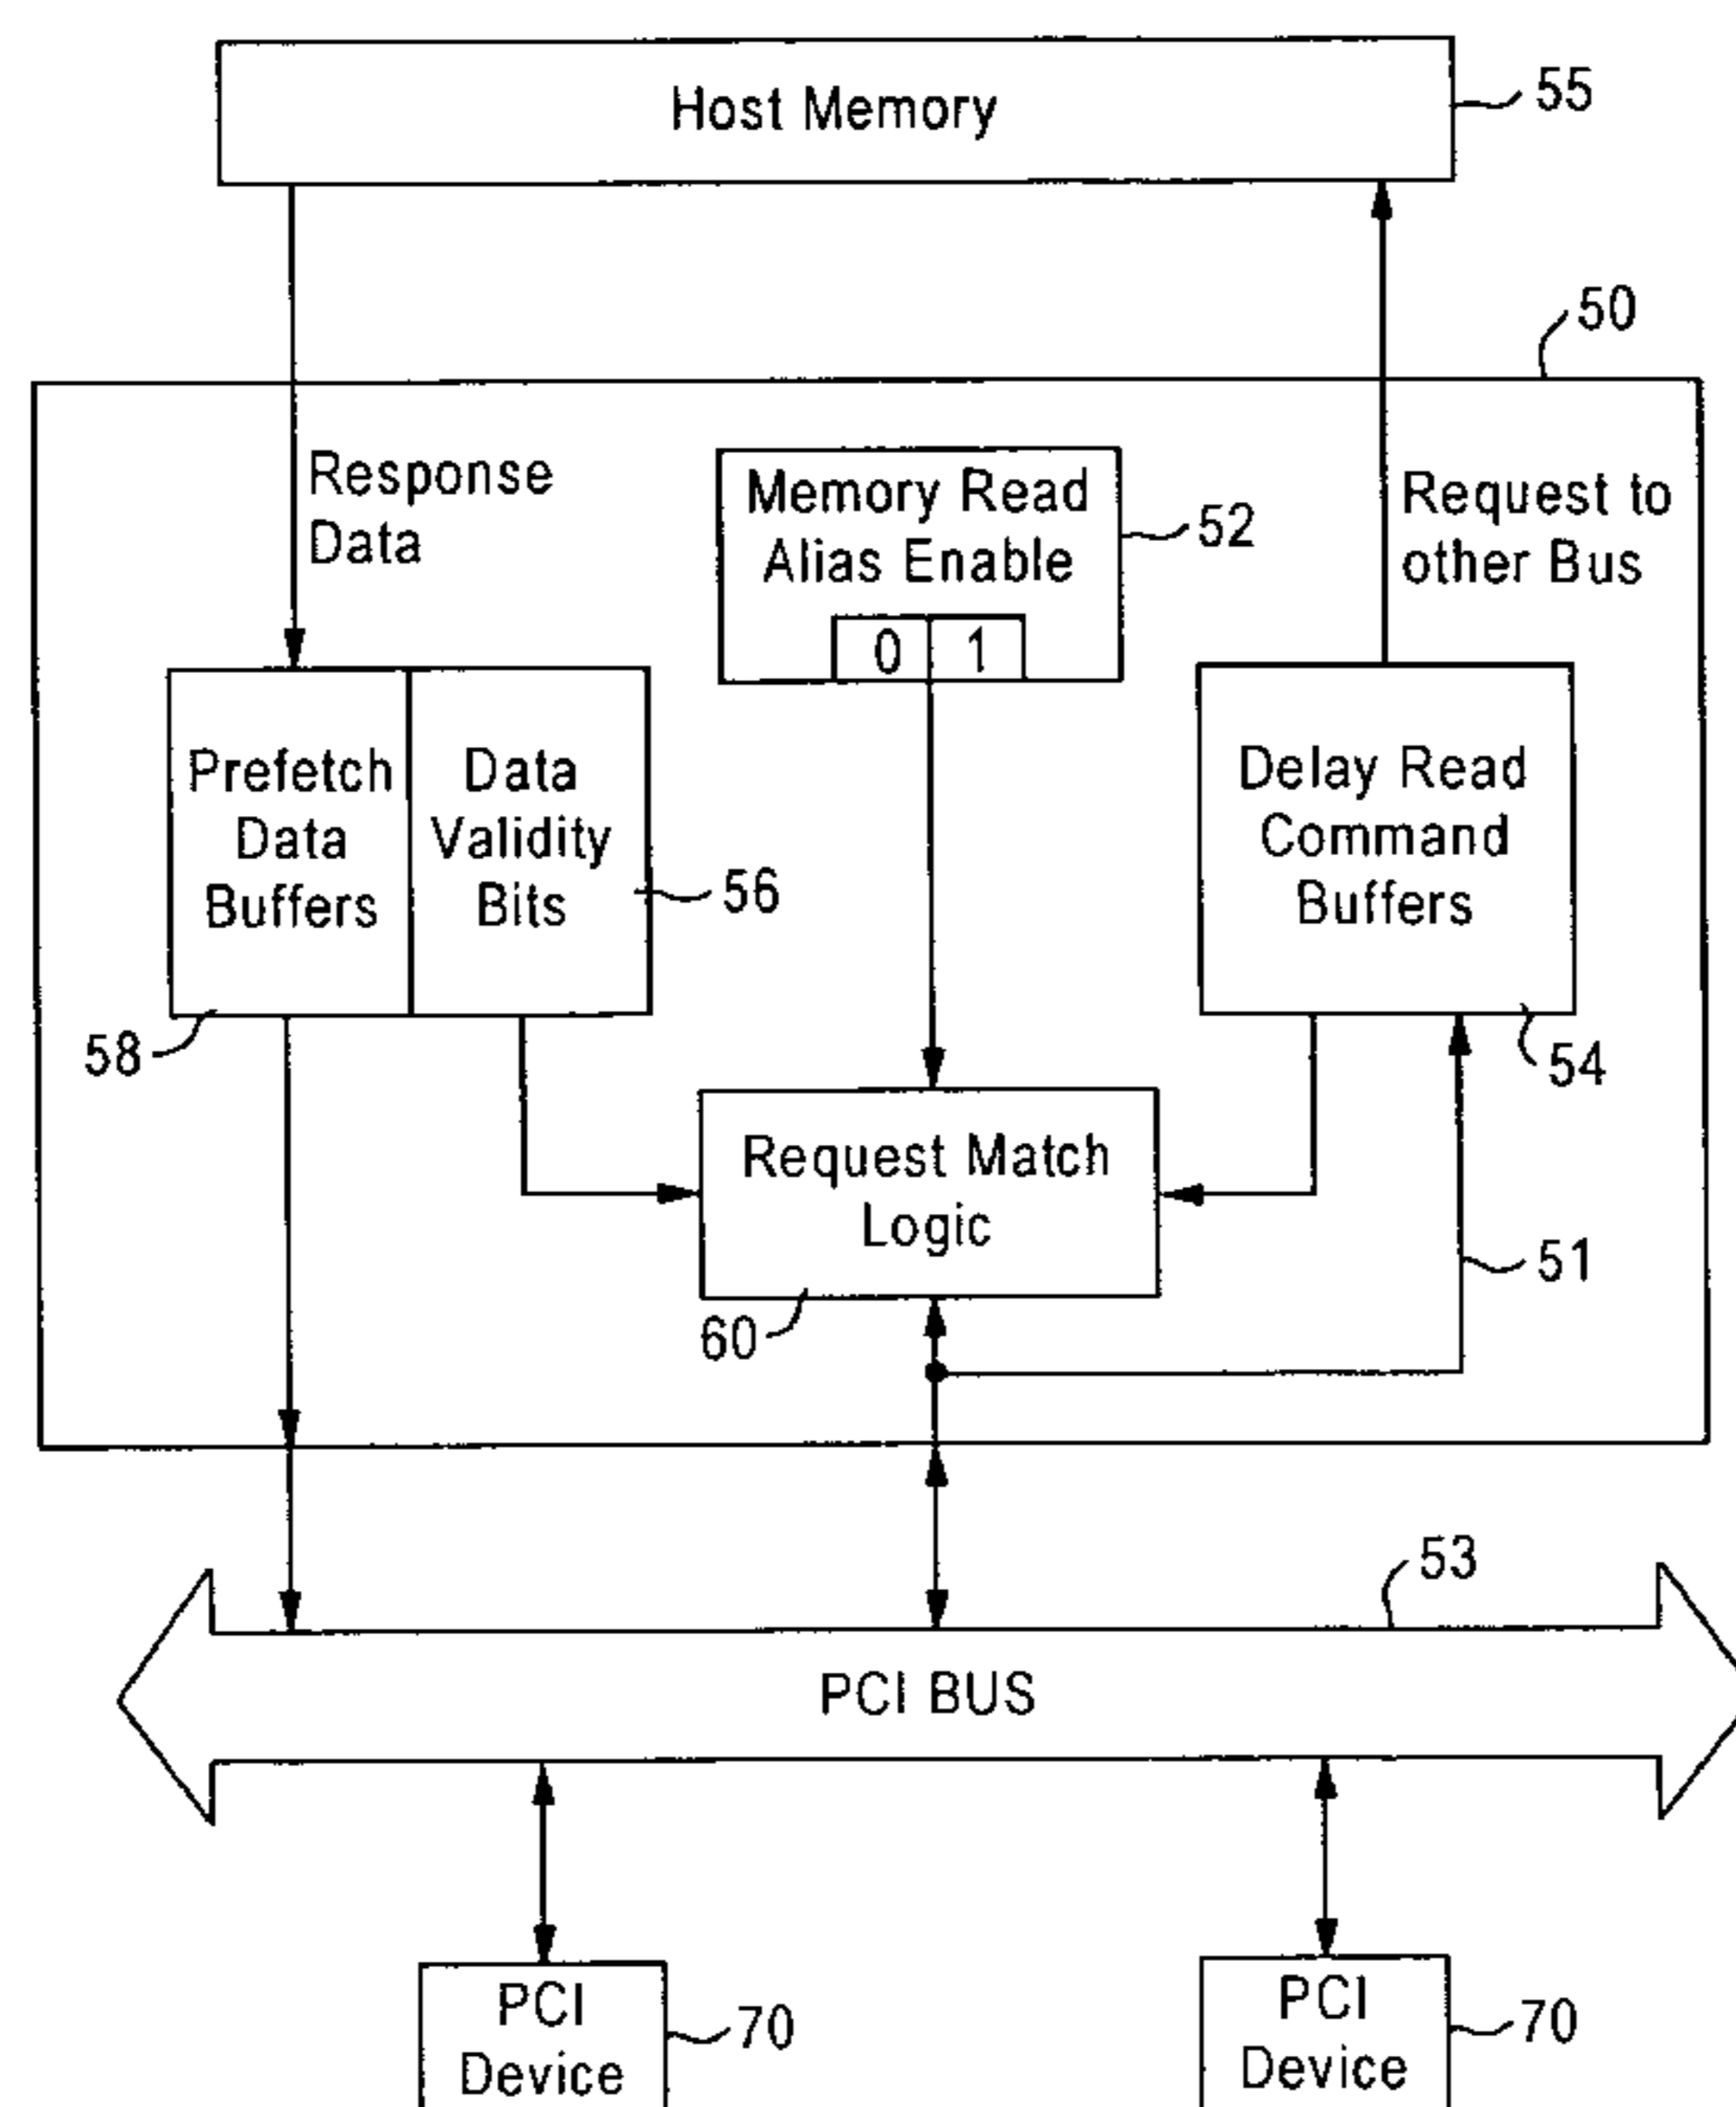 Host Memory
55
50
Response
Data
Memory Read
Alias Enable
0 1
52
Request to
other Bus
Prefetch
Data
Buffers
Data
Validity
Bits
56
Delay Read
Command
Buffers
58
54
Request Match
Logic
51
60
53
PCI BUS
PCI
Device
70
PCI
Device
70